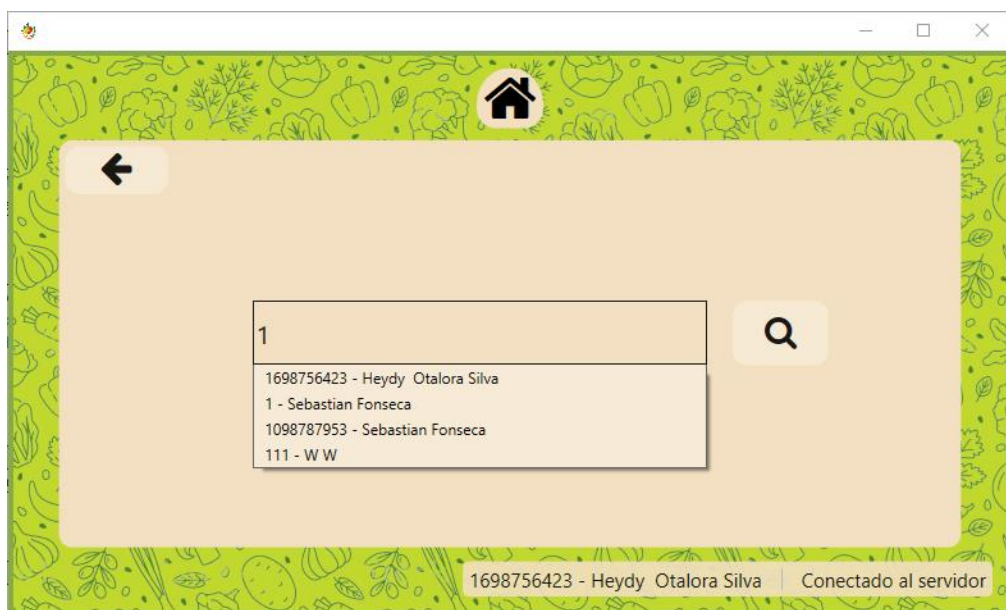 1
1698756423 - Heydy  Otalora Silva
1 - Sebastian Fonseca
1098787953 - Sebastian Fonseca
111 - W W
1698756423 - Heydy  Otalora Silva
Conectado al servidor